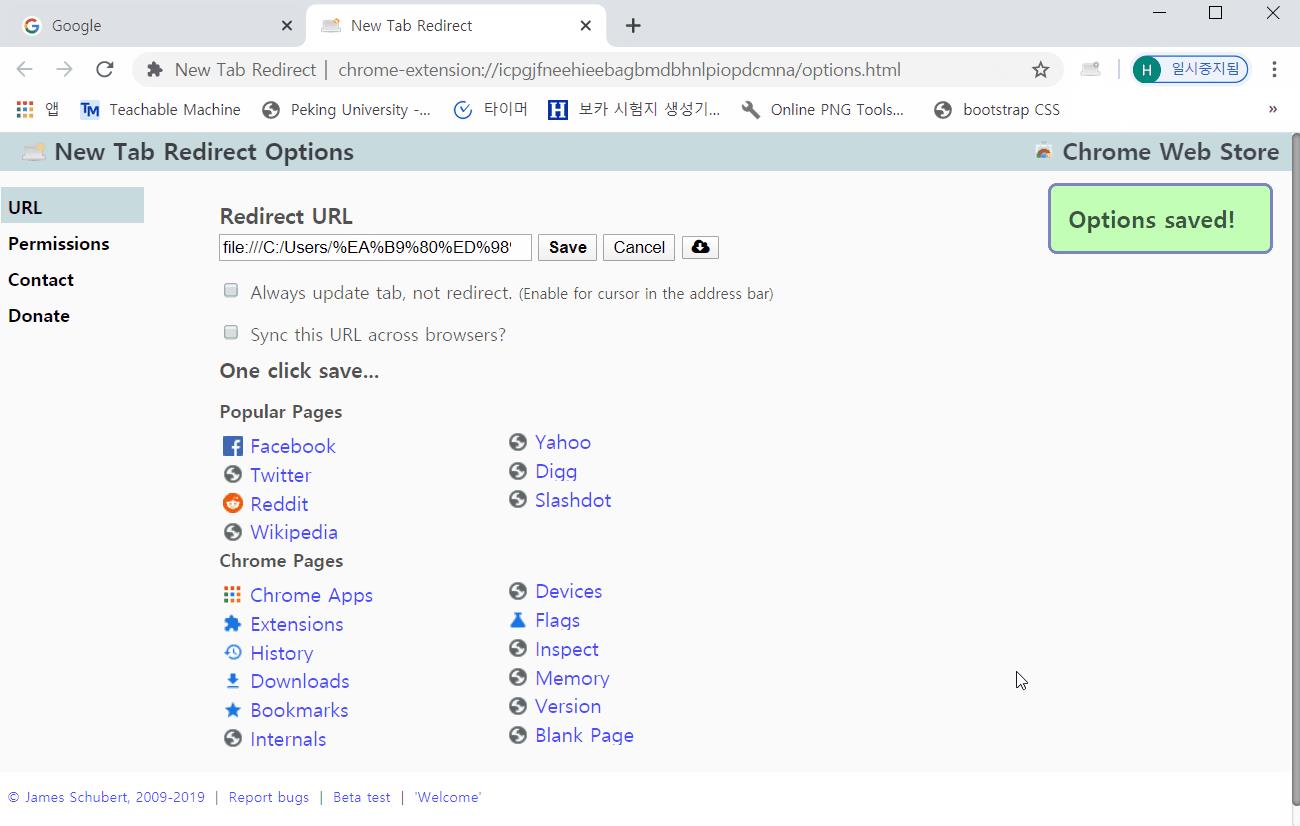 Google
New Tab Redirect
New Tab Redirect | chrome-extension://icpgjfneehieebagbmdbhnlpiopdcmna/options.html
H 일시중지됨
앱 TM Teachable Machine Peking University -... 타이머 H 보카 시험지 생성기... Online PNG Tools... bootstrap CSS »
New Tab Redirect Options
Chrome Web Store
Options saved!
URL
Permissions
Contact
Donate
Redirect URL
file:///C:/Users/%EA%B9%80%ED%98% Save Cancel
Always update tab, not redirect. (Enable for cursor in the address bar)
Sync this URL across browsers?
One click save...
Popular Pages
Facebook
Twitter
Reddit
Wikipedia
Yahoo
Digg
Slashdot
Chrome Pages
Chrome Apps
Extensions
History
Downloads
Bookmarks
Internals
Devices
Flags
Inspect
Memory
Version
Blank Page
© James Schubert, 2009-2019 | Report bugs | Beta test | 'Welcome'